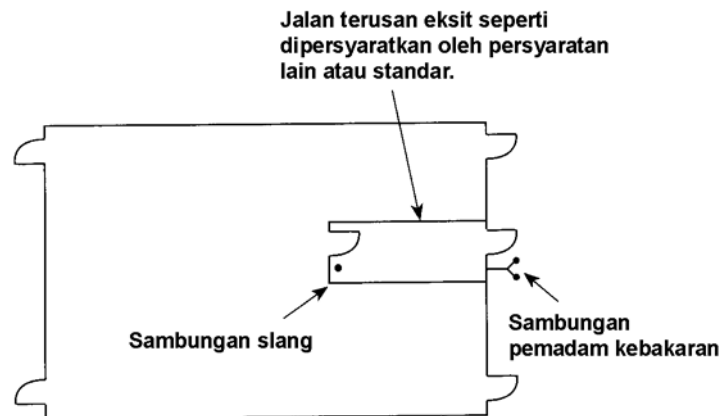 Jalan terusan eksit seperti
dipersyaratkan oleh persyaratan
lain atau standar.
Sambungan slang
Sambungan
pemadam kebakaran